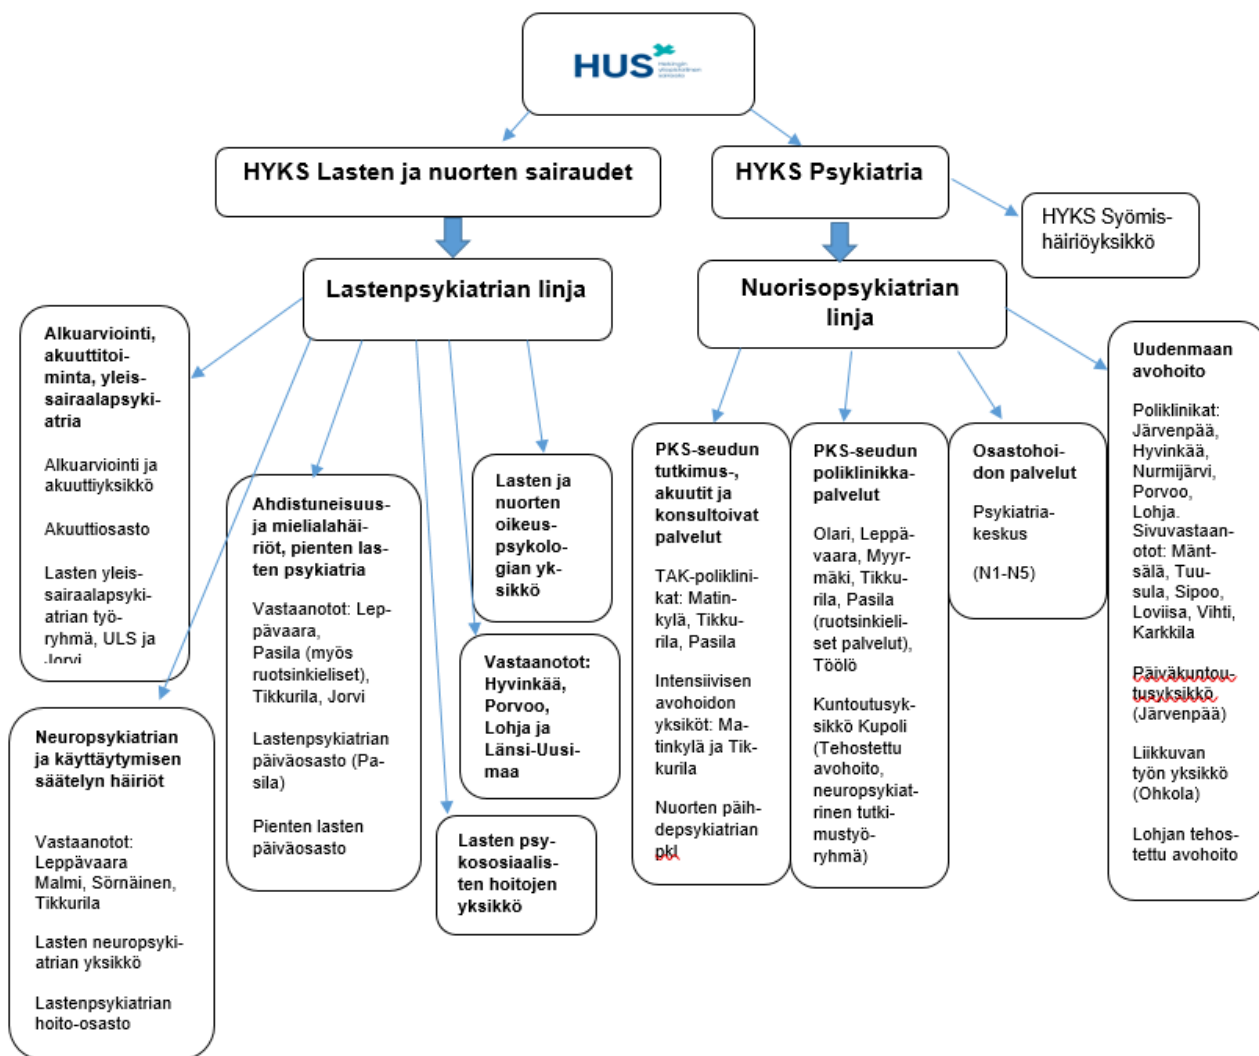 HUS
HYKS Lasten ja nuorten sairaudet
HYKS Psykiatria
HYKS Syömis-
häiriöyksikkö
Lastenpsykiatrian linja
Nuorisopsykiatrian
linja
Alkuarviointi,
akuuttitoi-
minta, yleis-
sairaalapsyki-
atria
Alkuarviointi ja
akuuttiyksikkö
Akuuttiosasto
Lasten yleis-
sairaalapsyki-
atrian työ-
ryhmä, ULS ja
Jorvi
Neuropsykiatrian
ja käyttäytymisen
säätelyn häiriöt
Vastaanotot:
Leppävaara
Malmi, Sörnäinen,
Tikkurila
Lasten neuropsyki-
atrian yksikkö
Lastenpsykiatrian
hoito-osasto
Ahdistuneisuus-
ja mielialahäi-
riöt, pienten las-
ten psykiatria
Vastaanotot: Lep-
pävaara,
Pasila (myös
ruotsinkieliset),
Tikkurila, Jorvi
Lastenpsykiatrian
päiväosasto (Pa-
sila)
Pienten lasten
päiväosasto
Lasten ja
nuorten
oikeus-
psykolo-
gian yk-
sikkö
Vastaanotot:
Hyvinkää,
Porvoo,
Lohja ja
Länsi-Uusi-
maa
Lasten psy-
kososiaalis-
ten hoitojen
yksikkö
PKS-seudun
tutkimus-,
akuutit ja
konsultoivat
palvelut
TAK-poliklini-
kat: Matin-
kylä, Tikku-
rila, Pasila
Intensiivisen
avohoidon
yksiköt: Ma-
tinkylä ja Tik-
kurila
Nuorten päih-
depsykiatrian
pkl
PKS-seudun
poliklinikka-
palvelut
Olari, Leppä-
vaara, Myyr-
mäki, Tikku-
rila, Pasila
(ruotsinkieli-
set palvelut),
Töölö
Kuntoutusyk-
sikkö Kupoli
(Tehostettu
avohoito,
neuropsykiat-
rinen tutki-
mustyö-
ryhmä)
Osastohoi-
don palvelut
Psykiatria-
keskus
(N1-N5)
Uudenmaan
avohoito
Poliklinikat:
Järvenpää,
Hyvinkää,
Nurmijärvi,
Porvoo,
Lohja.
Sivuvastaan-
otot: Mänt-
sälä, Tuu-
sula, Sipoo,
Loviisa, Vihti,
Karkkila
Päiväkuntou-
tusyksikkö
(Järvenpää)
Liikkuvan
työn yksikkö
(Ohkola)
Lohjan tehos-
tettu avohoito